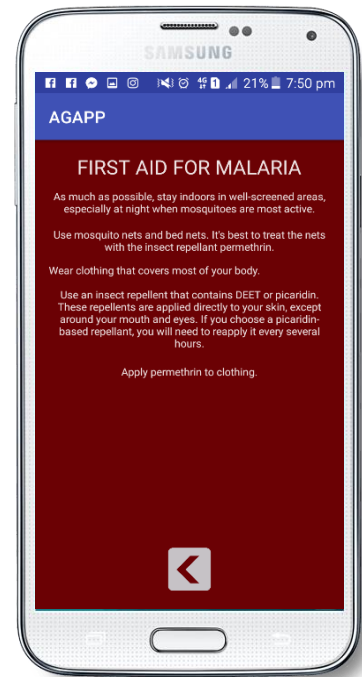 SAMSUNG
21% 7:50 pm
AGAPP
FIRST AID FOR MALARIA
As much as possible, stay indoors in well-screened areas,
especially at night when mosquitoes are most active.
Use mosquito nets and bed nets. It's best to treat the nets
with the insect repellant permethrin.
Wear clothing that covers most of your body.
Use an insect repellent that contains DEET or picaridin.
These repellents are applied directly to your skin, except
around your mouth and eyes. If you choose a picaridin-
based repellant, you will need to reapply it every several
hours.
Apply permethrin to clothing.